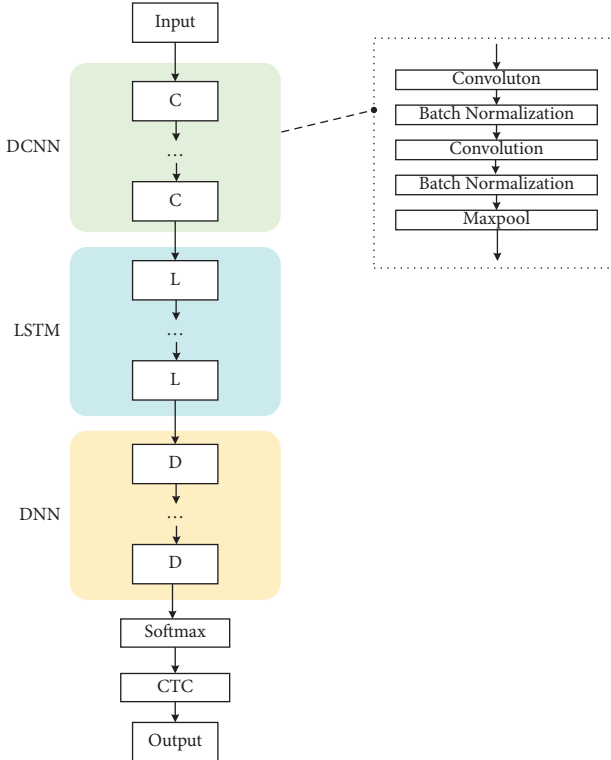 Input
DCNN
C
...
C
LSTM
L
...
L
DNN
D
...
D
Softmax
CTC
Output
Convoluton
Batch Normalization
Convolution
Batch Normalization
Maxpool